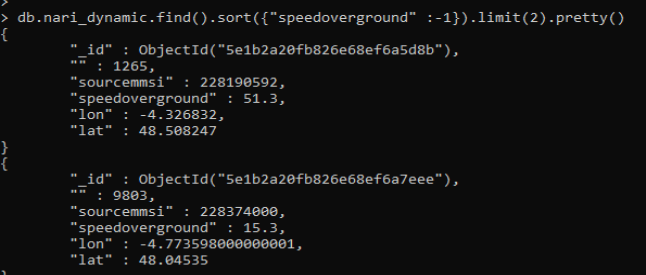 >
> db.nari_dynamic.find().sort({"speedoverground" :-1}).limit(2).pretty()
{
"_id" : ObjectId("5e1b2a20fb826e68ef6a5d8b"),
"" : 1265,
"sourcemmsi" : 228190592,
"speedoverground" : 51.3,
"lon" : -4.326832,
"lat" : 48.508247
}
{
"_id" : ObjectId("5e1b2a20fb826e68ef6a7eee"),
"" : 9803,
"sourcemmsi" : 228374000,
"speedoverground" : 15.3,
"lon" : -4.773598000000001,
"lat" : 48.04535
}